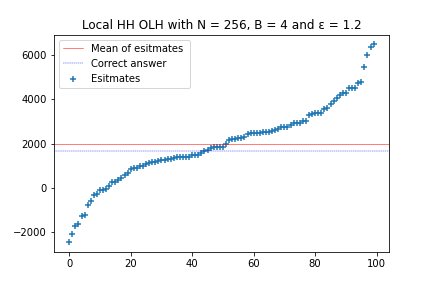 Local HH OLH with N = 256, B = 4 and ε = 1.2
Mean of esitmates
Correct answer
Esitmates
6000
4000
2000
0
−2000
0 20 40 60 80 100